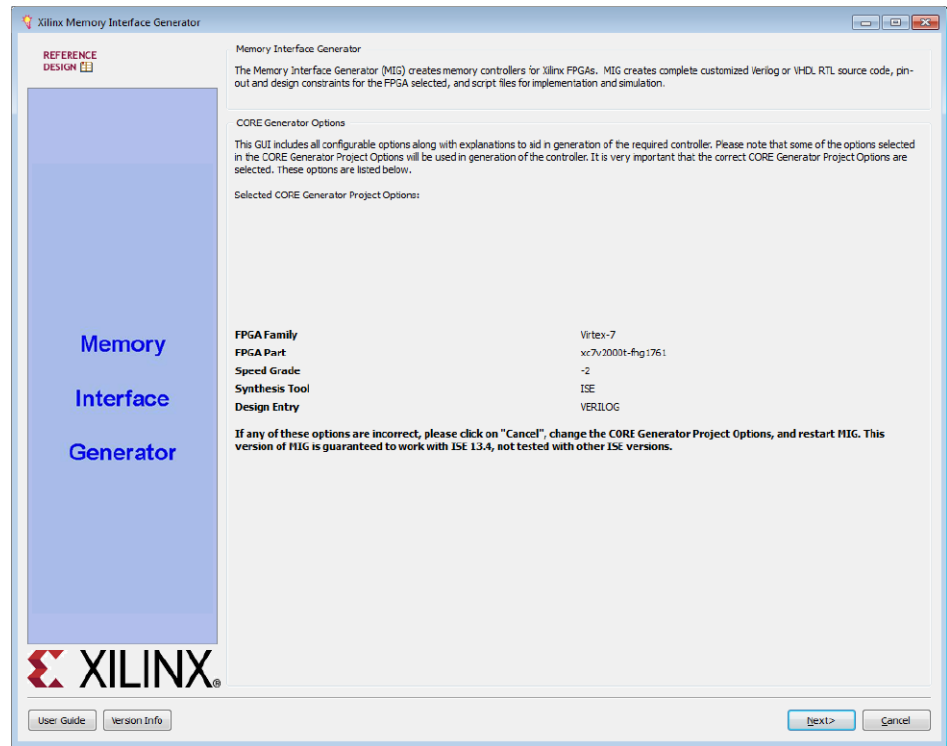 Xilinx Memory Interface Generator
REFERENCE
DESIGN
Memory
Interface
Generator
XILINX®
Memory Interface Generator
The Memory Interface Generator (MIG) creates memory controllers for Xilinx FPGAs. MIG creates complete customized Verilog or VHDL RTL source code, pin-
out and design constraints for the FPGA selected, and script files for implementation and simulation.
CORE Generator Options
This GUI includes all configurable options along with explanations to aid in generation of the required controller. Please note that some of the options selected
in the CORE Generator Project Options will be used in generation of the controller. It is very important that the correct CORE Generator Project Options are
selected. These options are listed below.
Selected CORE Generator Project Options:
FPGA Family Virtex-7
FPGA Part xc7v2000t-fhg1761
Speed Grade -2
Synthesis Tool ISE
Design Entry VERILOG
If any of these options are incorrect, please click on "Cancel", change the CORE Generator Project Options, and restart MIG. This
version of MIG is guaranteed to work with ISE 13.4, not tested with other ISE versions.
User Guide Version Info Next> Cancel